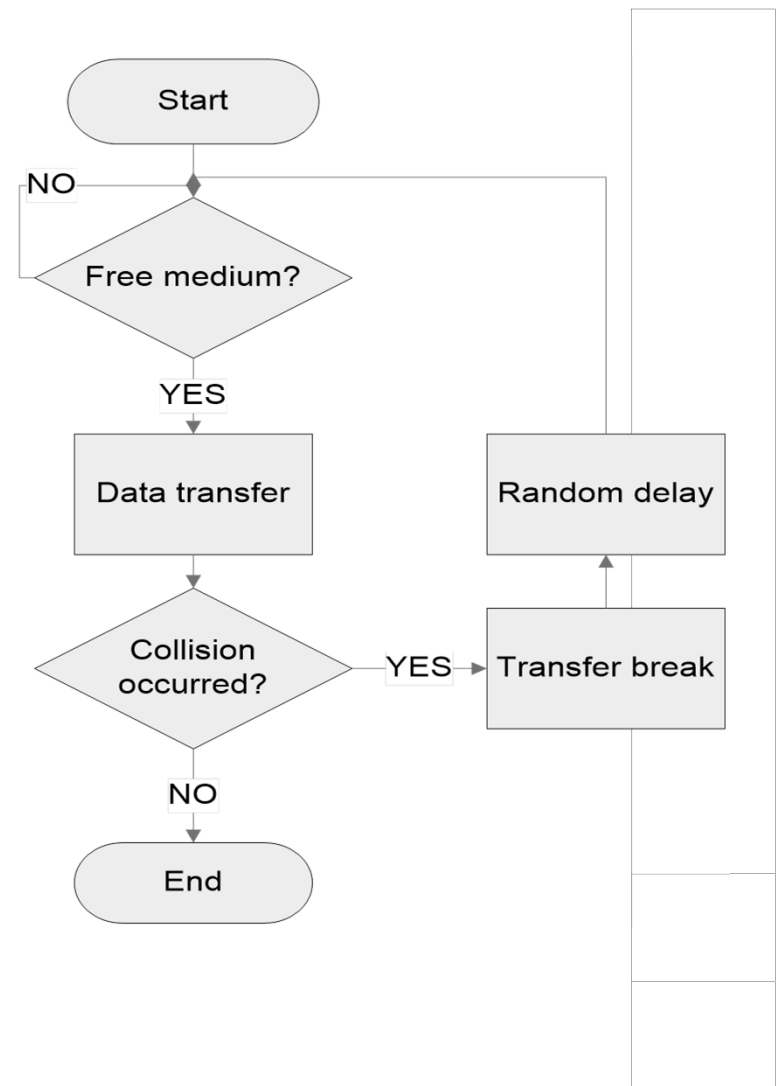 Start
NO
Free medium?
YES
Data transfer
Random delay
Collision
occurred?
YES
Transfer break
NO
End